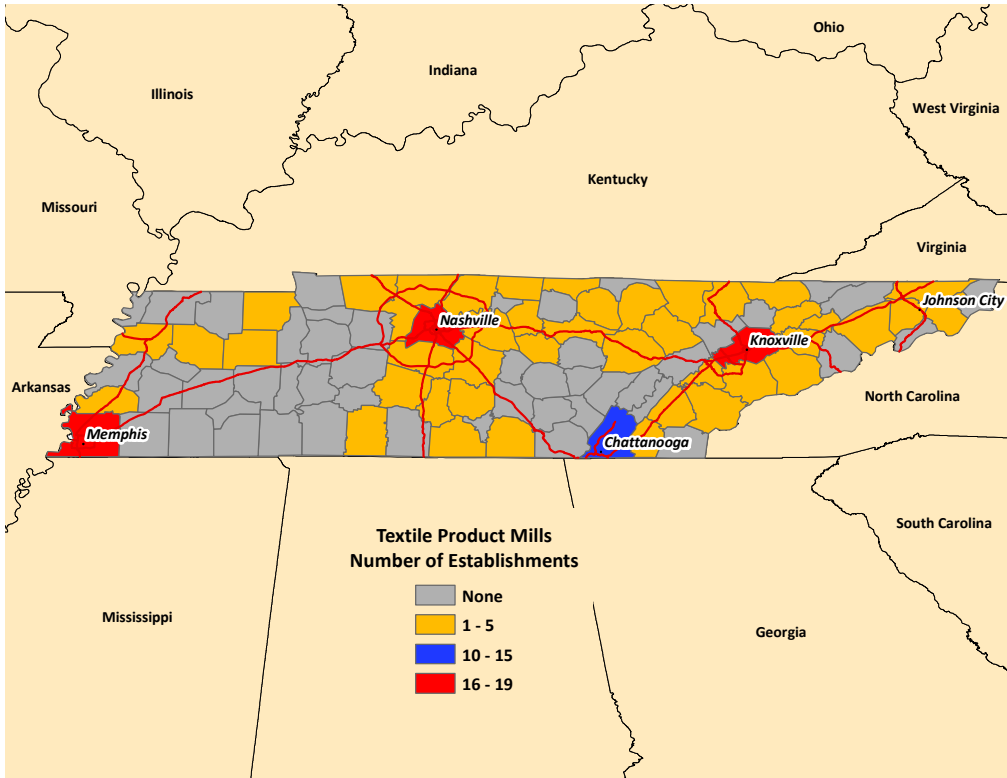 Ohio
Indiana
Illinois
West Virginia
Kentucky
Missouri
Virginia
Johnson City
Nashville
Knoxville
Arkansas
North Carolina
Memphis
Chattanooga
South Carolina
Textile Product Mills
Number of Establishments
None
1 - 5
10 - 15
16 - 19
Mississippi
Georgia